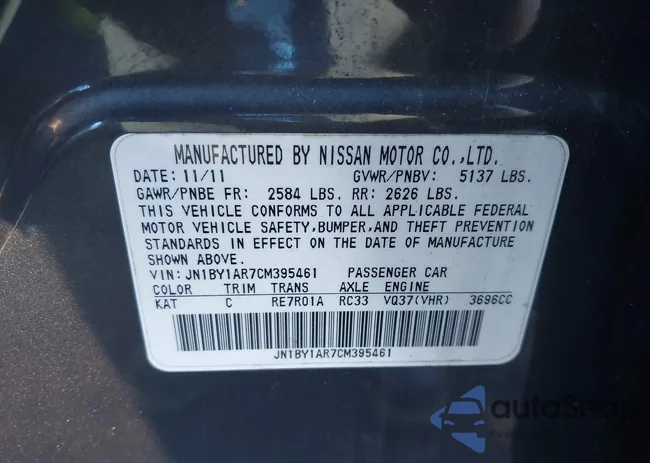 MANUFACTURED BY NISSAN MOTOR CO.,LTD.
DATE: 11/11 GVWR/PNBV: 5137 LBS.
GAWR/PNBE FR: 2584 LBS. RR: 2626 LBS.
THIS VEHICLE CONFORMS TO ALL APPLICABLE FEDERAL
MOTOR VEHICLE SAFETY,BUMPER,AND THEFT PREVENTION
STANDARDS IN EFFECT ON THE DATE OF MANUFACTURE
SHOWN ABOVE.
VIN: JN1BY1AR7CM395461 PASSENGER CAR
COLOR TRIM TRANS AXLE ENGINE
KAT C RE7R01A RC33 VQ37(VHR) 3696CC
JN1BY1AR7CM395461